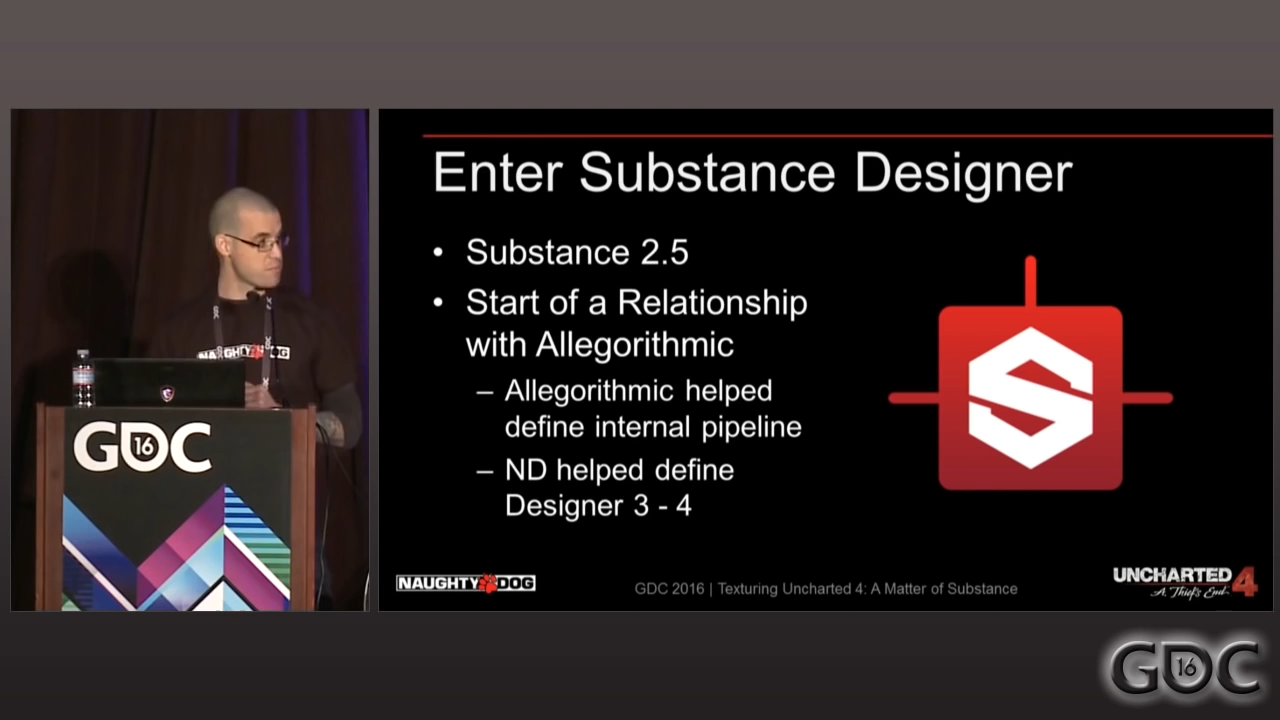 Enter Substance Designer
• Substance 2.5
• Start of a Relationship
with Allegorithmic
– Allegorithmic helped
define internal pipeline
– ND helped define
Designer 3 - 4
NAUGHTY DOG
GDC 2016 | Texturing Uncharted 4: A Matter of Substance
UNCHARTED 4
A Thief's End
NAUGHTY DOG
GDC 16
GDC 16